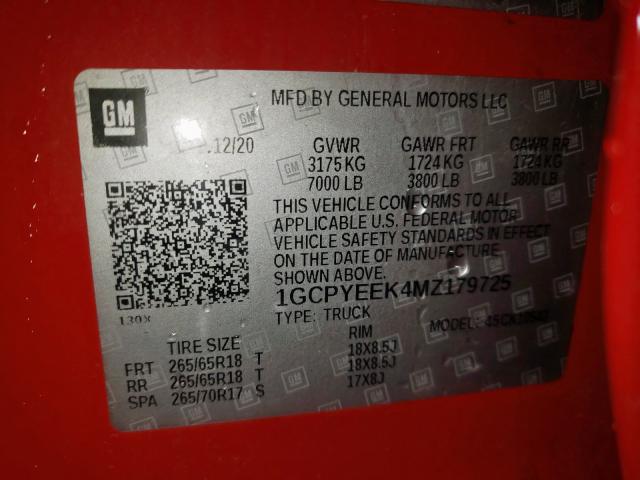 GM
MFD BY GENERAL MOTORS LLC
12/20 GVWR GAWR FRT GAWR RR
3175 KG 1724 KG 1724 KG
7000 LB 3800 LB 3800 LB
THIS VEHICLE CONFORMS TO ALL
APPLICABLE U.S. FEDERAL MOTOR
VEHICLE SAFETY STANDARDS IN EFFECT
ON THE DATE OF MANUFACTURE
SHOWN ABOVE.
1GCPYEEK4MZ179725
TYPE: TRUCK MODEL:
130X
TIRE SIZE RIM
FRT 265/65R18 T 18X8.5J
RR 265/65R18 T 18X8.5J
SPA 265/70R17 S 17X8J